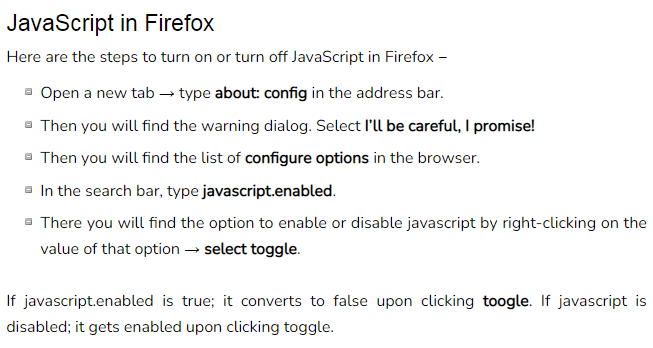 JavaScript in Firefox
Here are the steps to turn on or turn off JavaScript in Firefox –
Open a new tab → type about: config in the address bar.
Then you will find the warning dialog. Select I'll be careful, I promise!
Then you will find the list of configure options in the browser.
In the search bar, type javascript.enabled.
There you will find the option to enable or disable javascript by right-clicking on the
value of that option → select toggle.
If javascript.enabled is true; it converts to false upon clicking toogle. If javascript is
disabled; it gets enabled upon clicking toggle.